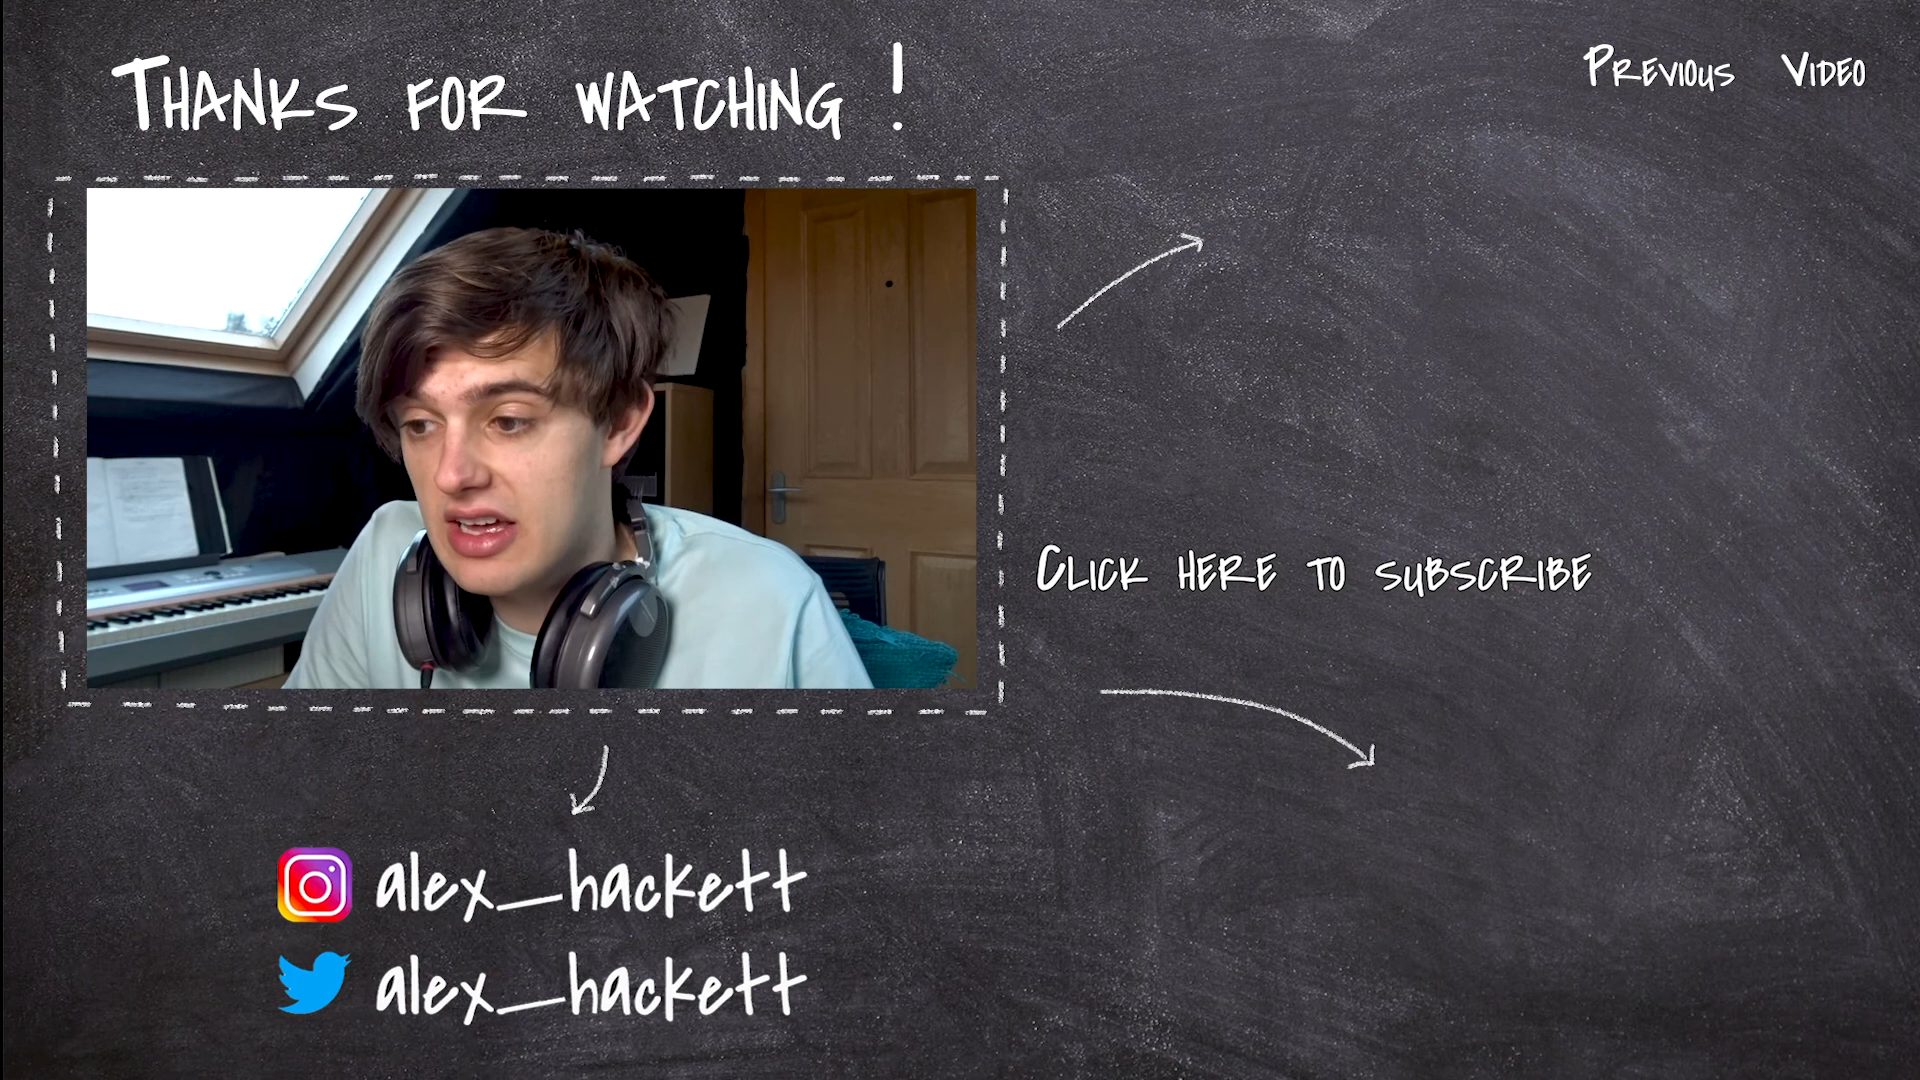 Thanks for watching !
Previous Video
Click here to subscribe
alex_hackett
alex_hackett